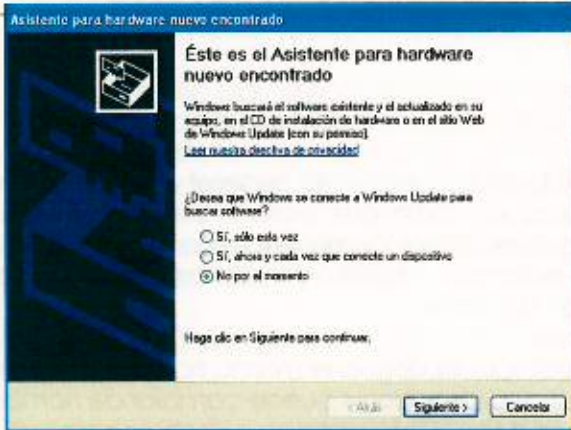 Asistente para hardware nuevo encontrado
Éste es el Asistente para hardware
nuevo encontrado
Windows buscará el software existente y el actualizado en su
equipo, en el CD de instalación de hardware o en el sitio Web
de Windows Update (con su permiso).
Leer nuestra directiva de privacidad
¿Desea que Windows se conecte a Windows Update para
buscar software?
Sí, sólo esta vez
Sí, ahora y cada vez que conecte un dispositivo
No por el momento
Haga clic en Siguiente para continuar.
< Atrás
Siguiente >
Cancelar